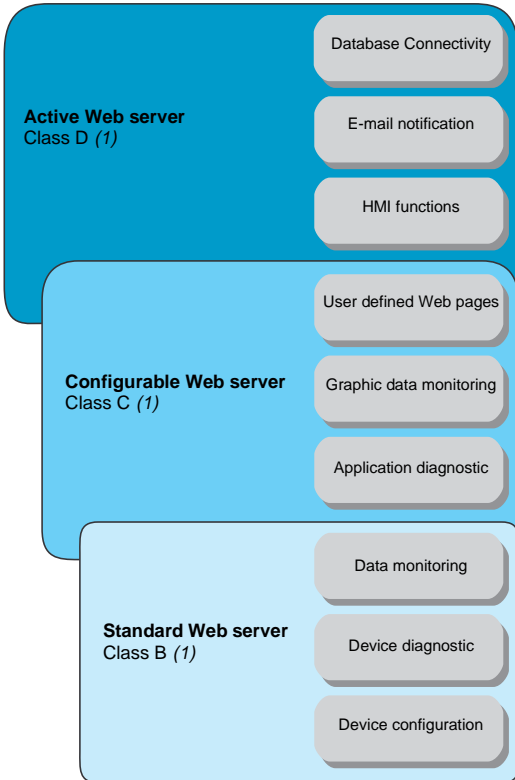 Database Connectivity
Active Web server
Class D (1)
E-mail notification
HMI functions
User defined Web pages
Configurable Web server
Class C (1)
Graphic data monitoring
Application diagnostic
Data monitoring
Standard Web server
Class B (1)
Device diagnostic
Device configuration